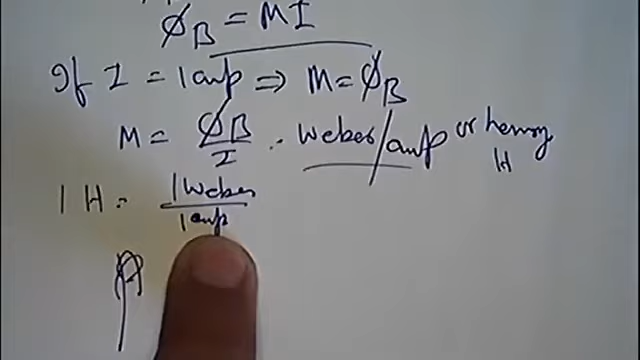 ϕB = MI
If I = 1 amp ⇒ M = ϕB
M = ϕB/I . Weber/amp or henry H
1 H = 1 Weber/1 amp